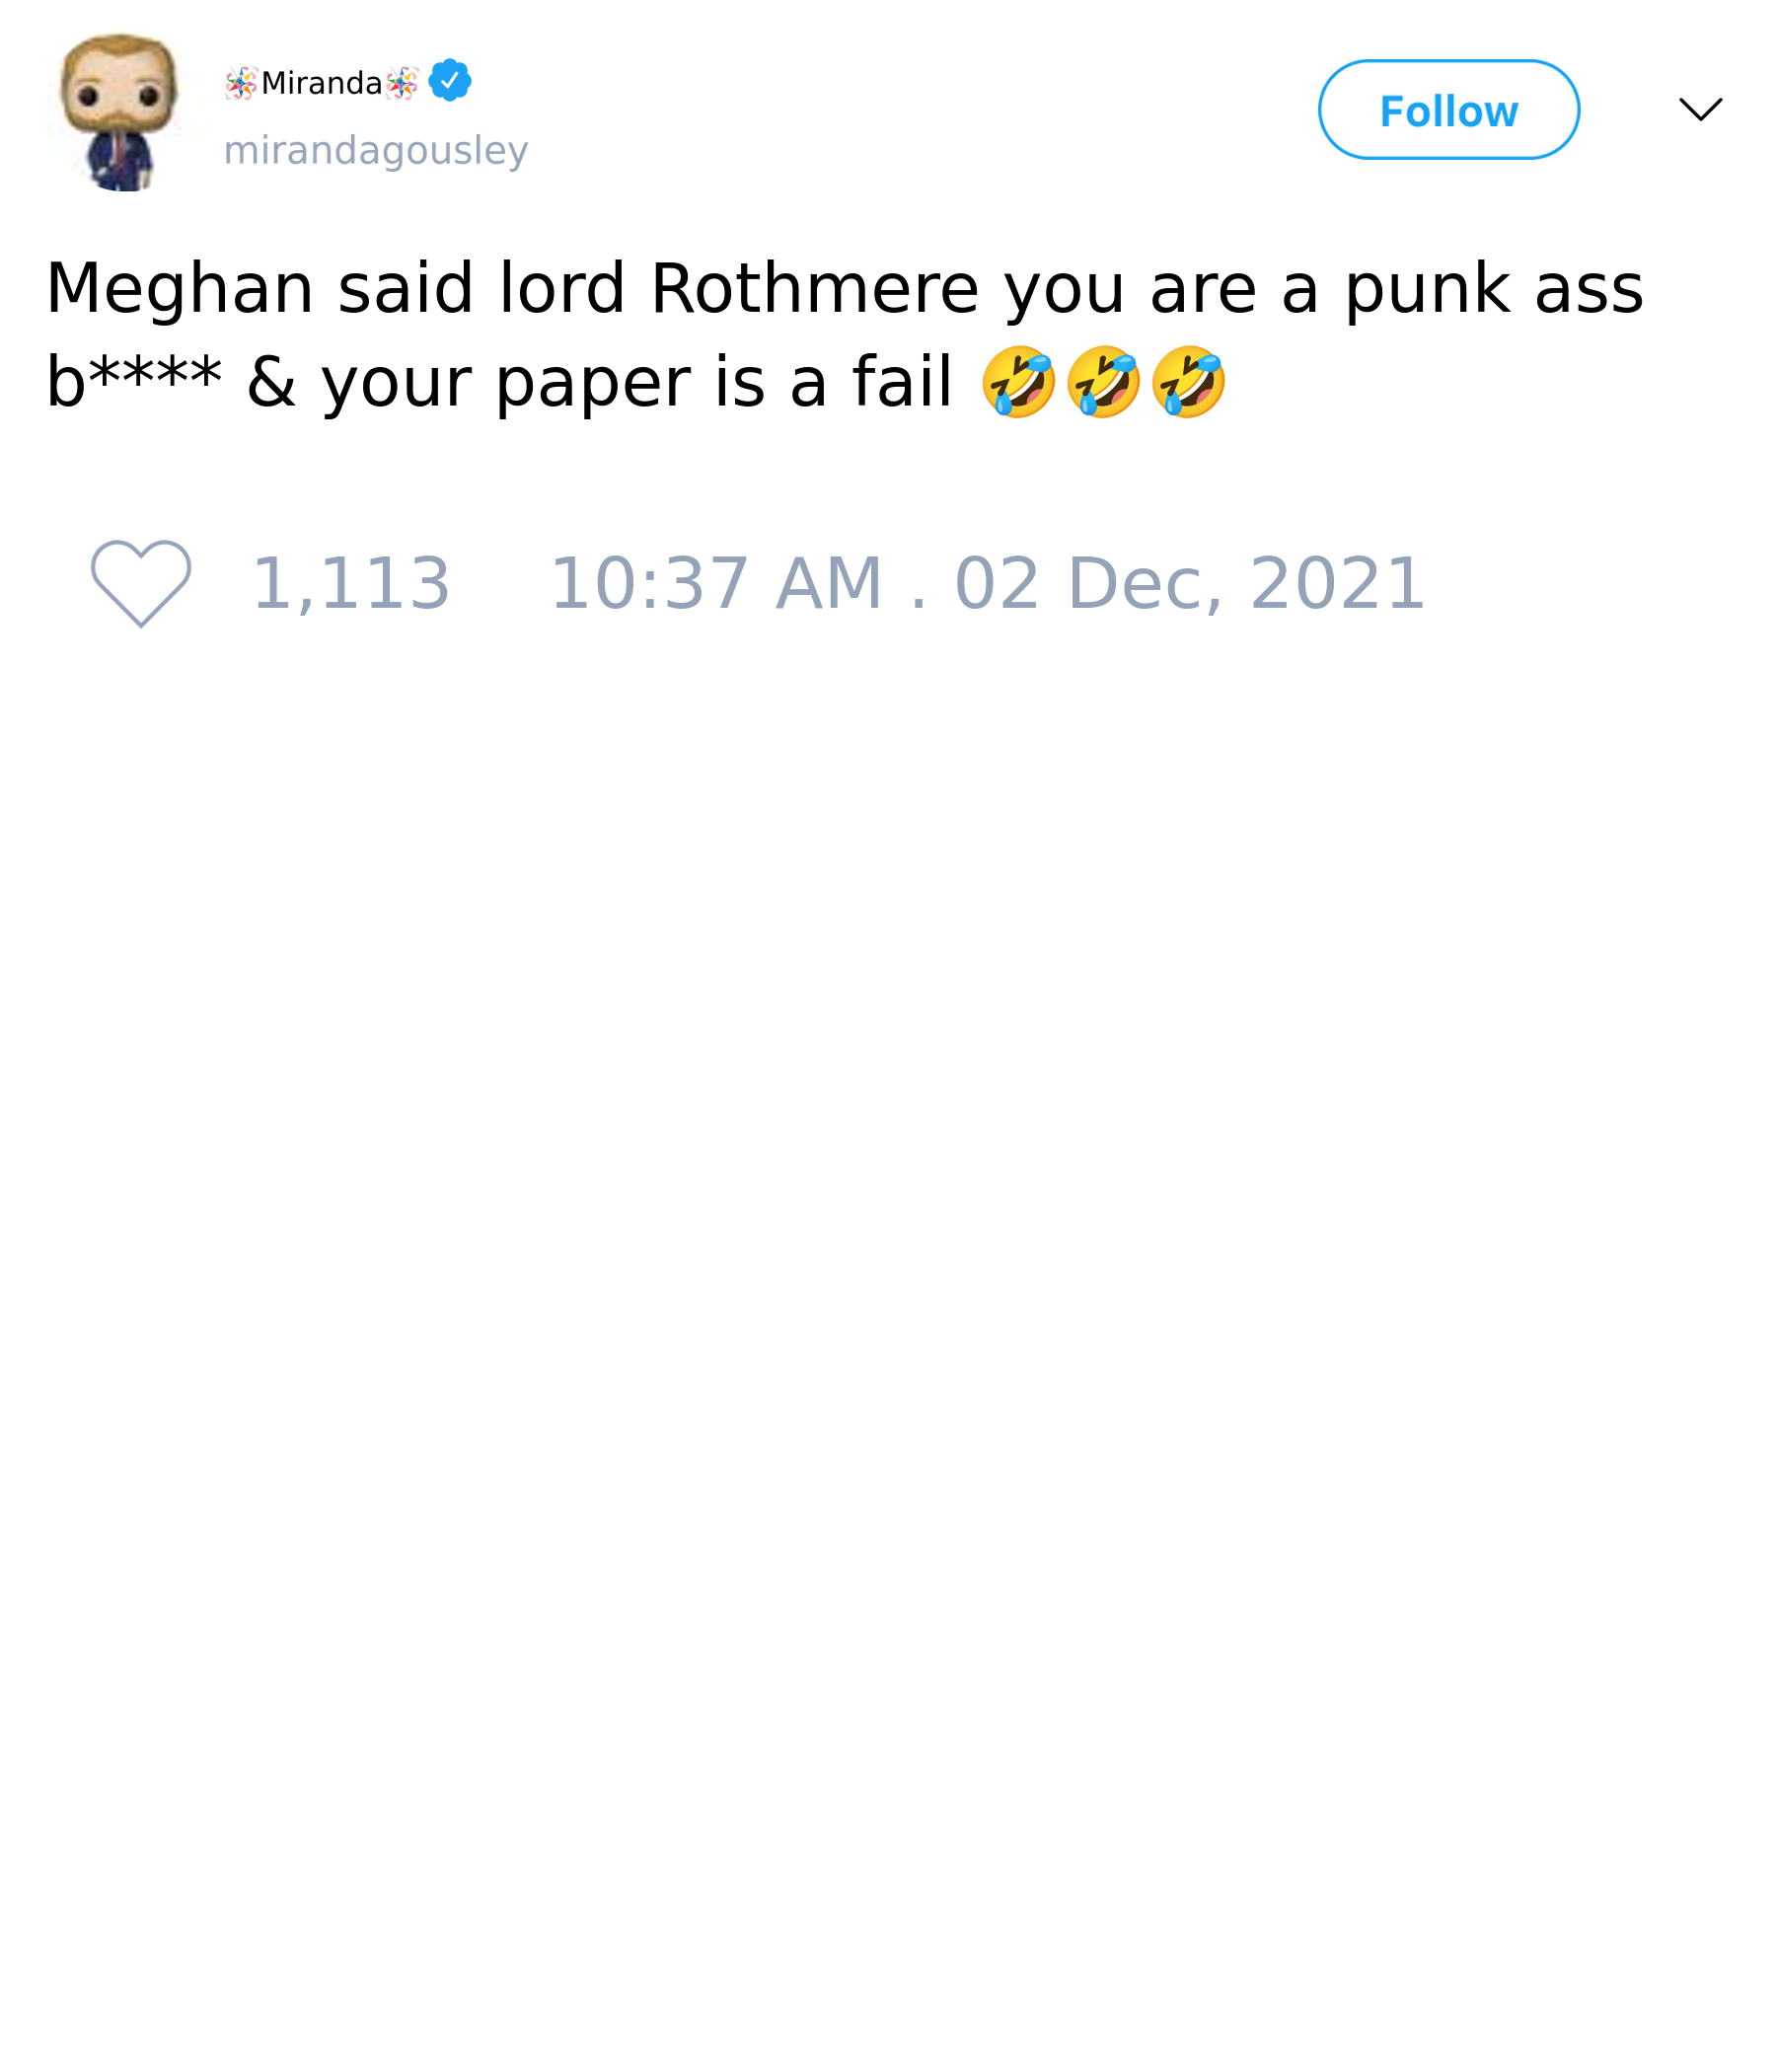 🪅Miranda🪅
mirandagousley
Follow
Meghan said lord Rothmere you are a punk ass
b**** & your paper is a fail 🤣🤣🤣
1,113 10:37 AM . 02 Dec, 2021